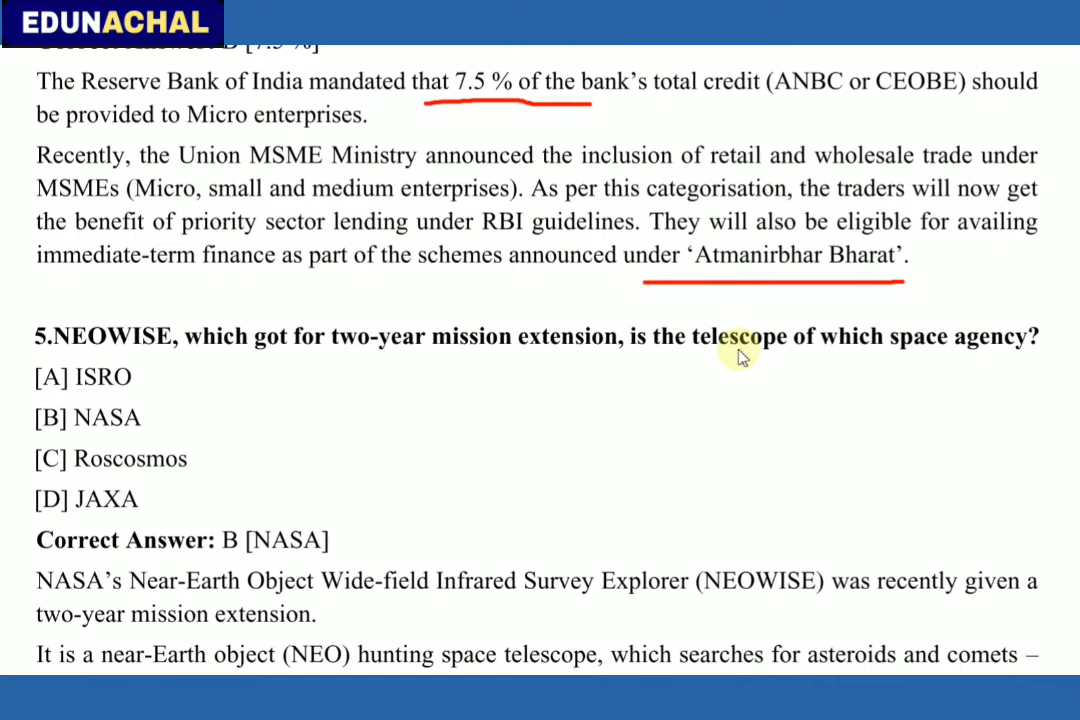 EDUNACHAL
B [7.5 %]
The Reserve Bank of India mandated that 7.5 % of the bank’s total credit (ANBC or CEOBE) should
be provided to Micro enterprises.
Recently, the Union MSME Ministry announced the inclusion of retail and wholesale trade under
MSMEs (Micro, small and medium enterprises). As per this categorisation, the traders will now get
the benefit of priority sector lending under RBI guidelines. They will also be eligible for availing
immediate-term finance as part of the schemes announced under ‘Atmanirbhar Bharat’.
5.NEOWISE, which got for two-year mission extension, is the telescope of which space agency?
[A] ISRO
[B] NASA
[C] Roscosmos
[D] JAXA
Correct Answer: B [NASA]
NASA’s Near-Earth Object Wide-field Infrared Survey Explorer (NEOWISE) was recently given a
two-year mission extension.
It is a near-Earth object (NEO) hunting space telescope, which searches for asteroids and comets –